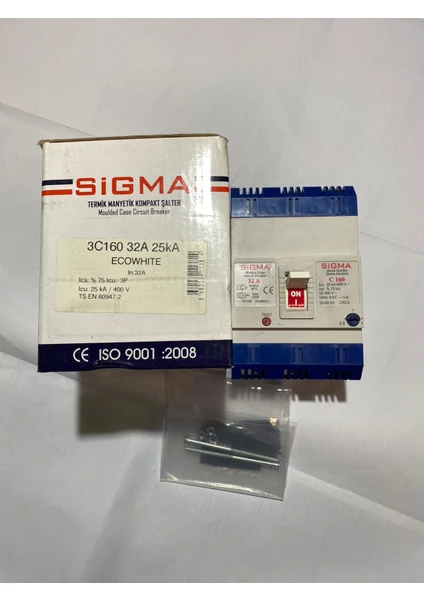 SiGMA
TERMİK MANYETİK KOMPAKT ŞALTER
Moulded Case Circuit Breaker
3C160 32A 25kA
ECOWHITE
In:32A
Ics: % 75 Icu: 3P
Icu: 25 kA / 400 V
TS EN 60947-2
CE ISO 9001 :2008
SiGMA
32A
TEST
ON
I
SiGMA
C 160